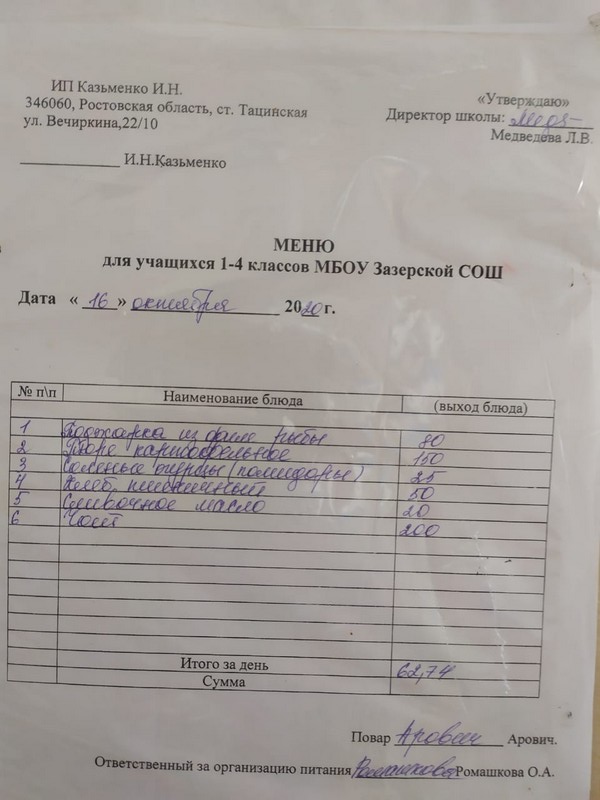 ИП Казьменко И.Н.
346060, Ростовская область, ст. Тацинская
ул. Вечиркина,22/10
«Утверждаю»
Директор школы:
Медведева Л.В.
И.Н.Казьменко
МЕНЮ
для учащихся 1-4 классов МБОУ Зазерской СОШ
Дата « 16 » октября 2020 г.
№ п\п Наименование блюда (выход блюда)
1 Поджарка из филе рыбы 80
2 Пюре картофельное 150
3 Соленые огурцы (помидоры) 25
4 Хлеб пшеничный 50
5 Сливочное масло 20
6 Чай 200
Итого за день 62,74
Сумма
Повар Арович Арович.
Ответственный за организацию питания Ромашкова О.А.